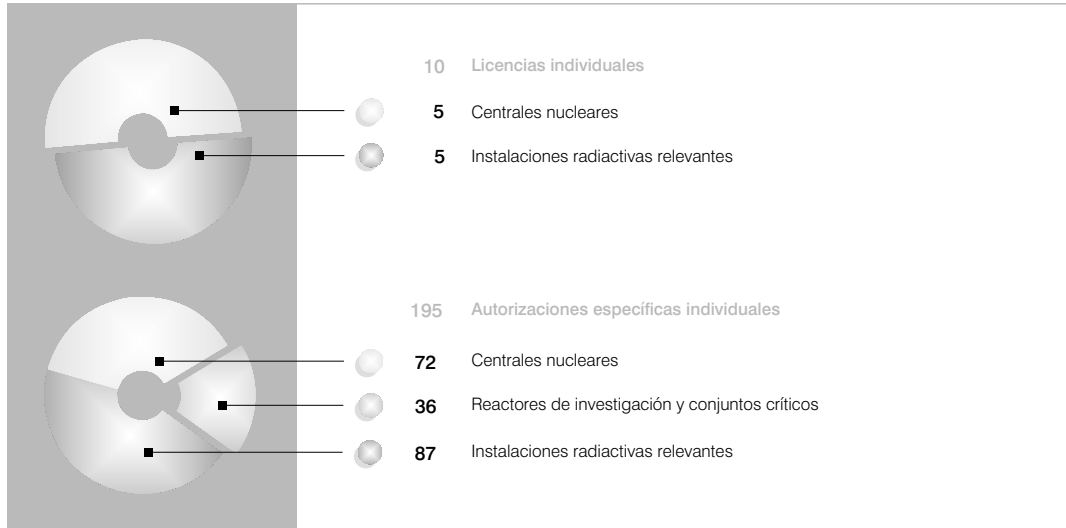 10 Licencias individuales
5 Centrales nucleares
5 Instalaciones radiactivas relevantes
195 Autorizaciones específicas individuales
72 Centrales nucleares
36 Reactores de investigación y conjuntos críticos
87 Instalaciones radiactivas relevantes